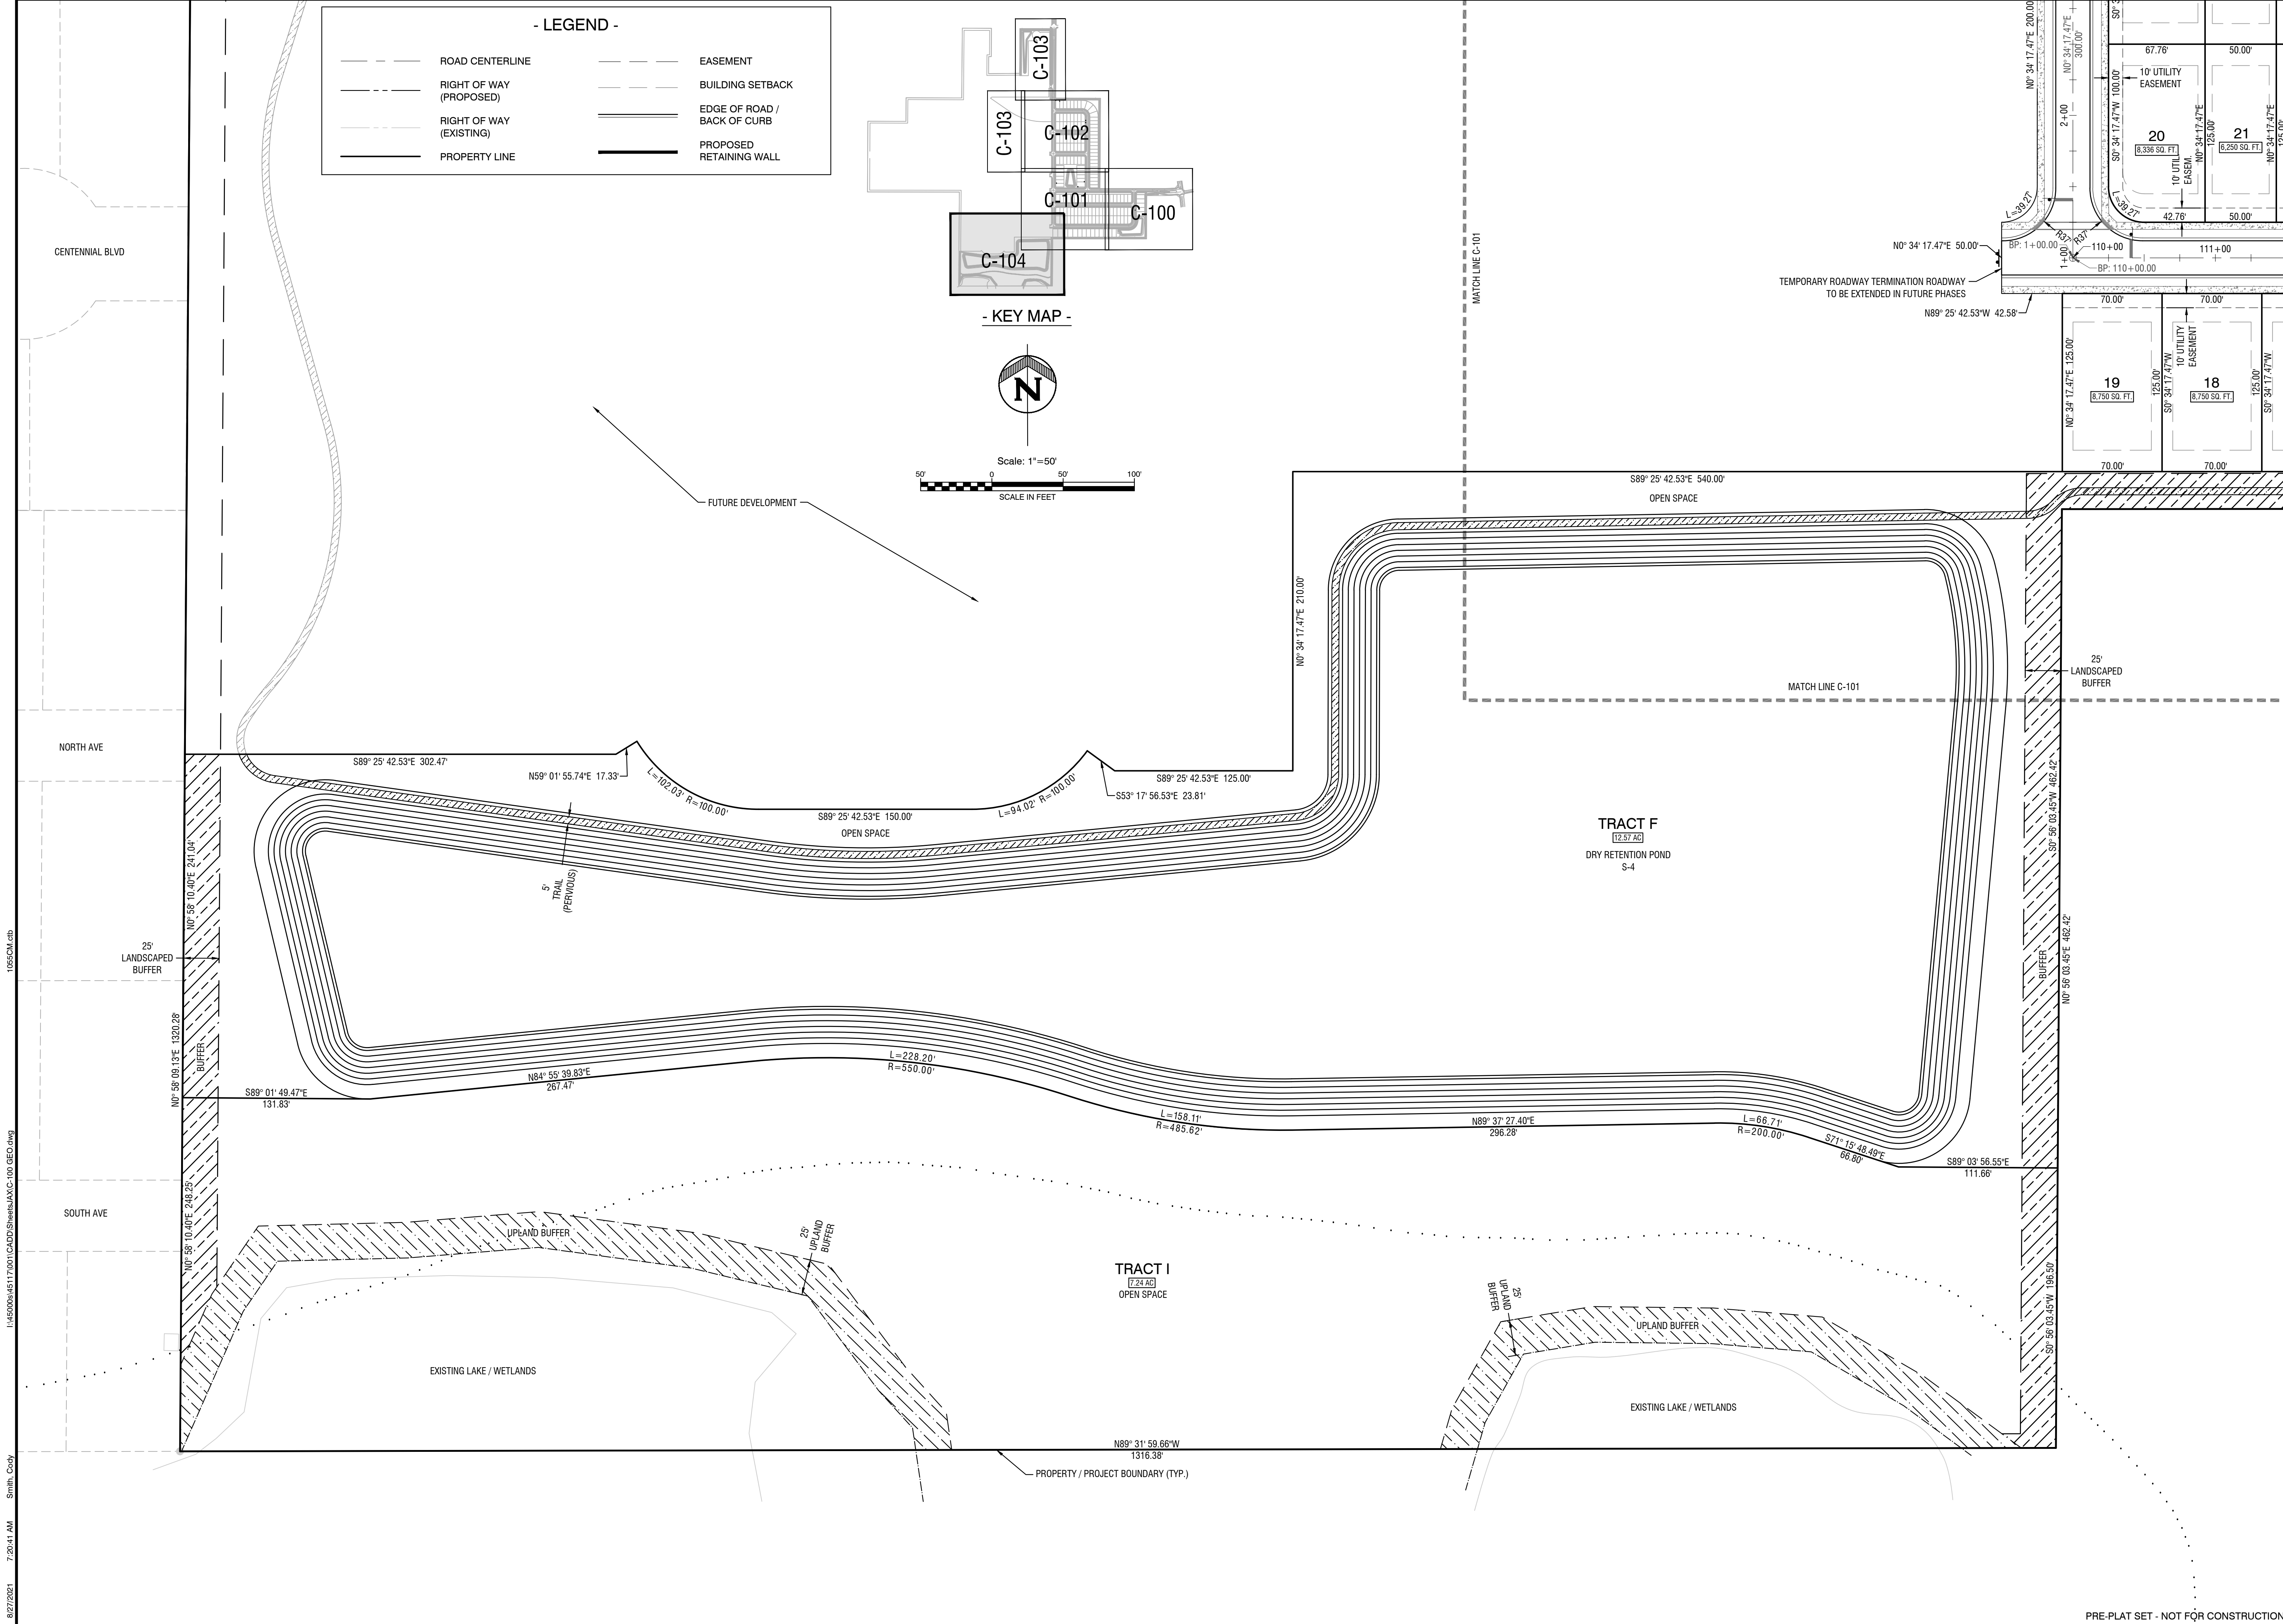 - LEGEND -
ROAD CENTERLINE
RIGHT OF WAY
(PROPOSED)
RIGHT OF WAY
(EXISTING)
PROPERTY LINE
EASEMENT
BUILDING SETBACK
EDGE OF ROAD /
BACK OF CURB
PROPOSED
RETAINING WALL
C-103
C-103
C-102
C-101
C-100
C-104
- KEY MAP -
N
Scale: 1"=50'
50'
0
50'
100'
SCALE IN FEET
MATCH LINE C-101
N0° 34' 17.47"E 200.00'
N0° 34' 17.47"E
300.00'
2+00
S0° 34' 17.47"W 100.00'
67.76'
50.00'
10' UTILITY
EASEMENT
20
8,336 SQ. FT.
N0° 34' 17.47"E
125.00'
21
6,250 SQ. FT.
N0° 34' 17.47"E
10' UTIL.
EASEM.
42.76'
50.00'
L=39.27'
L=39.27'
R37'
R37'
N0° 34' 17.47"E 50.00'
BP: 1+00.00
1+00
110+00
111+00
BP: 110+00.00
TEMPORARY ROADWAY TERMINATION ROADWAY
TO BE EXTENDED IN FUTURE PHASES
N89° 25' 42.53"W 42.58'
70.00'
70.00'
10' UTILITY
EASEMENT
N0° 34' 17.47"E 125.00'
19
8,750 SQ. FT.
125.00'
S0° 34' 17.47"W
18
8,750 SQ. FT.
125.00'
S0° 34' 17.47"W
70.00'
70.00'
CENTENNIAL BLVD
FUTURE DEVELOPMENT
S89° 25' 42.53"E 540.00'
OPEN SPACE
N0° 34' 17.47"E 210.00'
25'
LANDSCAPED
BUFFER
MATCH LINE C-101
NORTH AVE
S89° 25' 42.53"E 302.47'
N59° 01' 55.74"E 17.33'
L=102.03' R=100.00'
S89° 25' 42.53"E 150.00'
OPEN SPACE
L=94.02' R=100.00'
S89° 25' 42.53"E 125.00'
S53° 17' 56.53"E 23.81'
TRACT F
12.57 AC
DRY RETENTION POND
S-4
S0° 56' 03.45"W 462.42'
N0° 58' 10.40"E 241.04'
5'
TRAIL
(PERVIOUS)
25'
LANDSCAPED
BUFFER
BUFFER
N0° 56' 03.45"E 462.42'
N0° 58' 09.13"E 1320.28'
BUFFER
S89° 01' 49.47"E
131.83'
N84° 55' 39.83"E
267.47'
L=228.20'
R=550.00'
L=158.11'
R=485.62'
N89° 37' 27.40"E
296.28'
L=66.71'
R=200.00'
S71° 15' 48.49"E
66.80'
S89° 03' 56.55"E
111.66'
SOUTH AVE
N0° 58' 10.40"E 248.25'
UPLAND BUFFER
25'
UPLAND
BUFFER
TRACT I
7.24 AC
OPEN SPACE
25'
UPLAND
BUFFER
UPLAND BUFFER
S0° 56' 03.45"W 196.50'
EXISTING LAKE / WETLANDS
EXISTING LAKE / WETLANDS
N89° 31' 59.66"W
1316.38'
PROPERTY / PROJECT BOUNDARY (TYP.)
1055CM.ctb
I:\45000s\45117\001\CADD\Sheets\JAX\C-100 GEO.dwg
Smith, Cody
7:20:41 AM
8/27/2021
PRE-PLAT SET - NOT FOR CONSTRUCTION